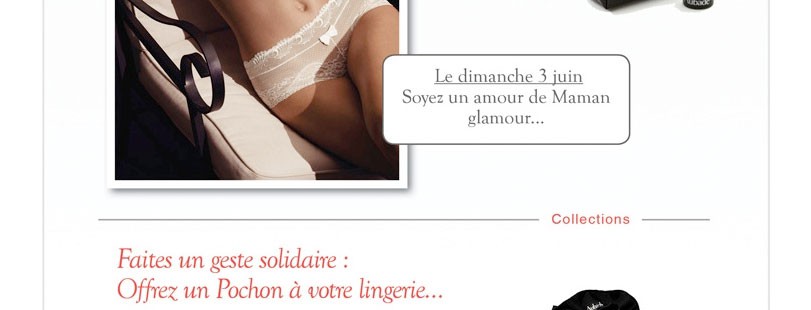 Le dimanche 3 juin
Soyez un amour de Maman
glamour...
Collections
Faites un geste solidaire :
Offrez un Pochon à votre lingerie...